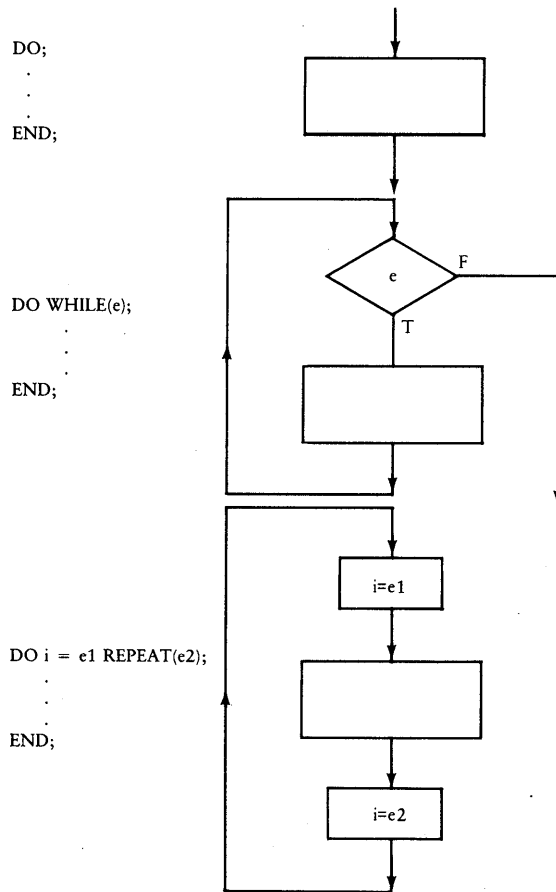 DO;
.
.
.
END;
e
F
T
DO WHILE(e);
.
.
.
END;
i=e1
DO i = e1 REPEAT(e2);
.
.
.
END;
i=e2